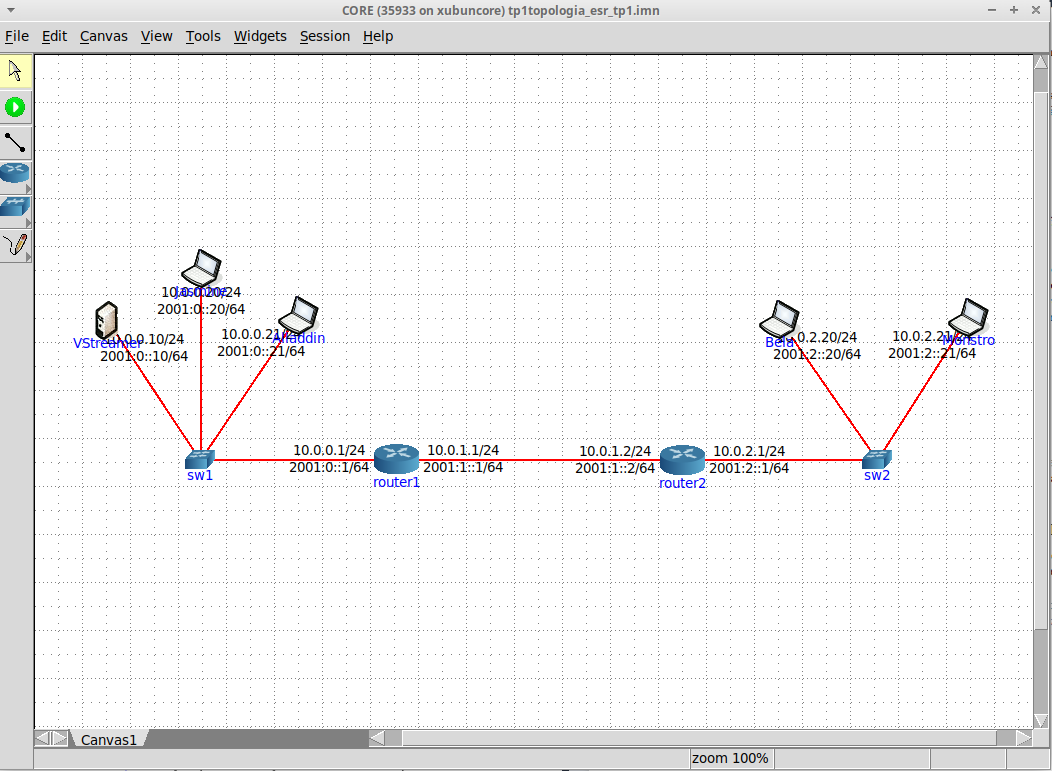 CORE (35933 on xubuncore) tp1topologia_esr_tp1.imn
File Edit Canvas View Tools Widgets Session Help
10.0.0.20/24
2001:0::20/64
VStreamer
.0.0.10/24
2001:0::10/64
10.0.0.21/24
2001:0::21/64
Bela
.0.2.20/24
2001:2::20/64
10.0.2.21
Monstro
2001:2::21/64
sw1
10.0.0.1/24
2001:0::1/64
router1
10.0.1.1/24
2001:1::1/64
10.0.1.2/24
2001:1::2/64
router2
10.0.2.1/24
2001:2::1/64
sw2
Canvas1
zoom 100%